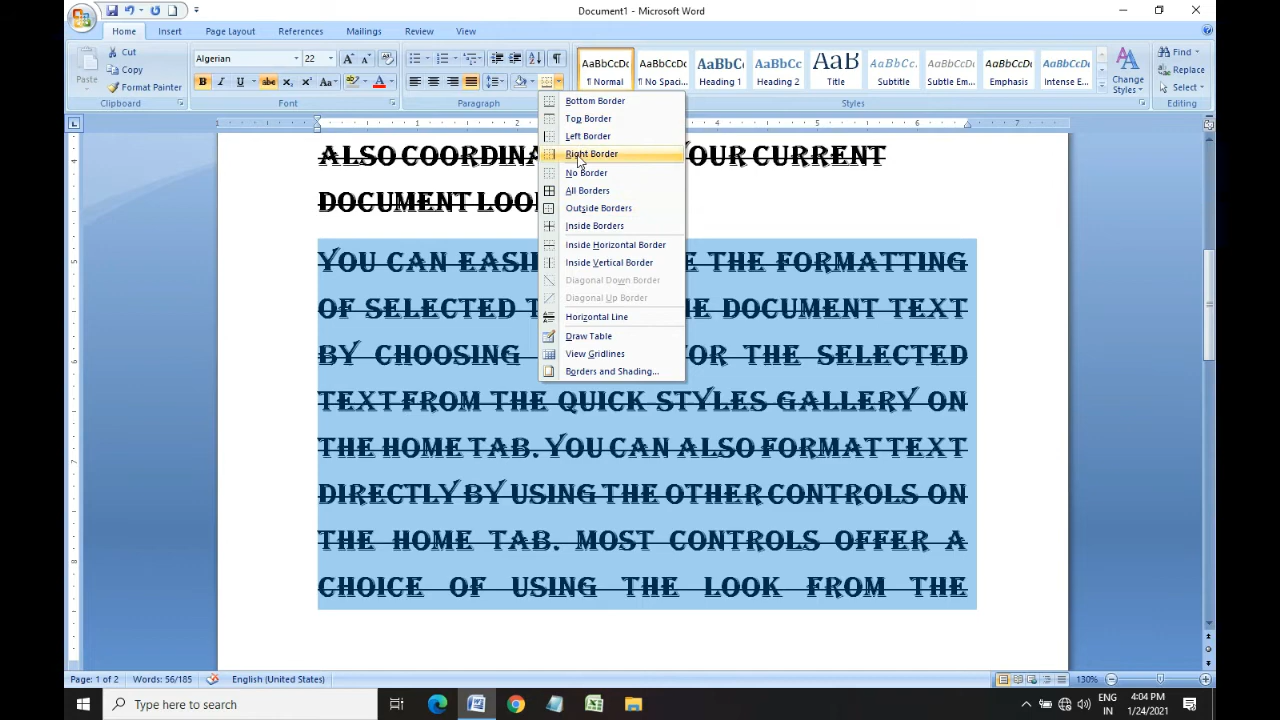 Document1 - Microsoft Word
Home Insert Page Layout References Mailings Review View
Paste
Cut
Copy
Format Painter
Clipboard
Algerian 22
Font
Paragraph
AaBbCcDc AaBbCcDc AaBbCc AaBbCc AaB AaBbCc. AaBbCcDc AaBbCcDc AaBbCcDc
¶ Normal ¶ No Spaci... Heading 1 Heading 2 Title Subtitle Subtle Em... Emphasis Intense E...
Change Styles
Styles
Find
Replace
Select
Editing
Bottom Border
Top Border
Left Border
Right Border
No Border
All Borders
Outside Borders
Inside Borders
Inside Horizontal Border
Inside Vertical Border
Diagonal Down Border
Diagonal Up Border
Horizontal Line
Draw Table
View Gridlines
Borders and Shading...
ALSO COORDINA OUR CURRENT
DOCUMENT LOO
YOU CAN EASI E THE FORMATTING
OF SELECTED T HE DOCUMENT TEXT
BY CHOOSING OR THE SELECTED
TEXT FROM THE QUICK STYLES GALLERY ON
THE HOME TAB. YOU CAN ALSO FORMAT TEXT
DIRECTLY BY USING THE OTHER CONTROLS ON
THE HOME TAB. MOST CONTROLS OFFER A
CHOICE OF USING THE LOOK FROM THE
Page: 1 of 2 Words: 56/185 English (United States) 130%
Type here to search
ENG
IN
4:04 PM
1/24/2021